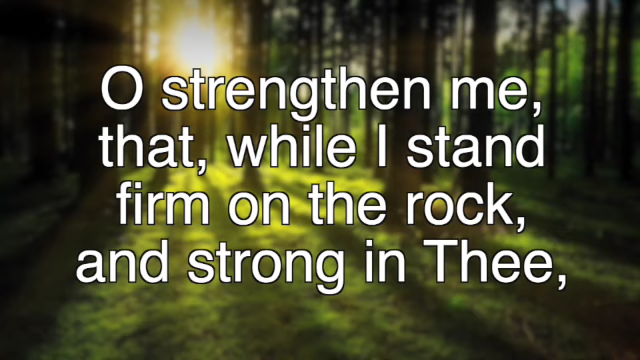 O strengthen me,
that, while I stand
firm on the rock,
and strong in Thee,